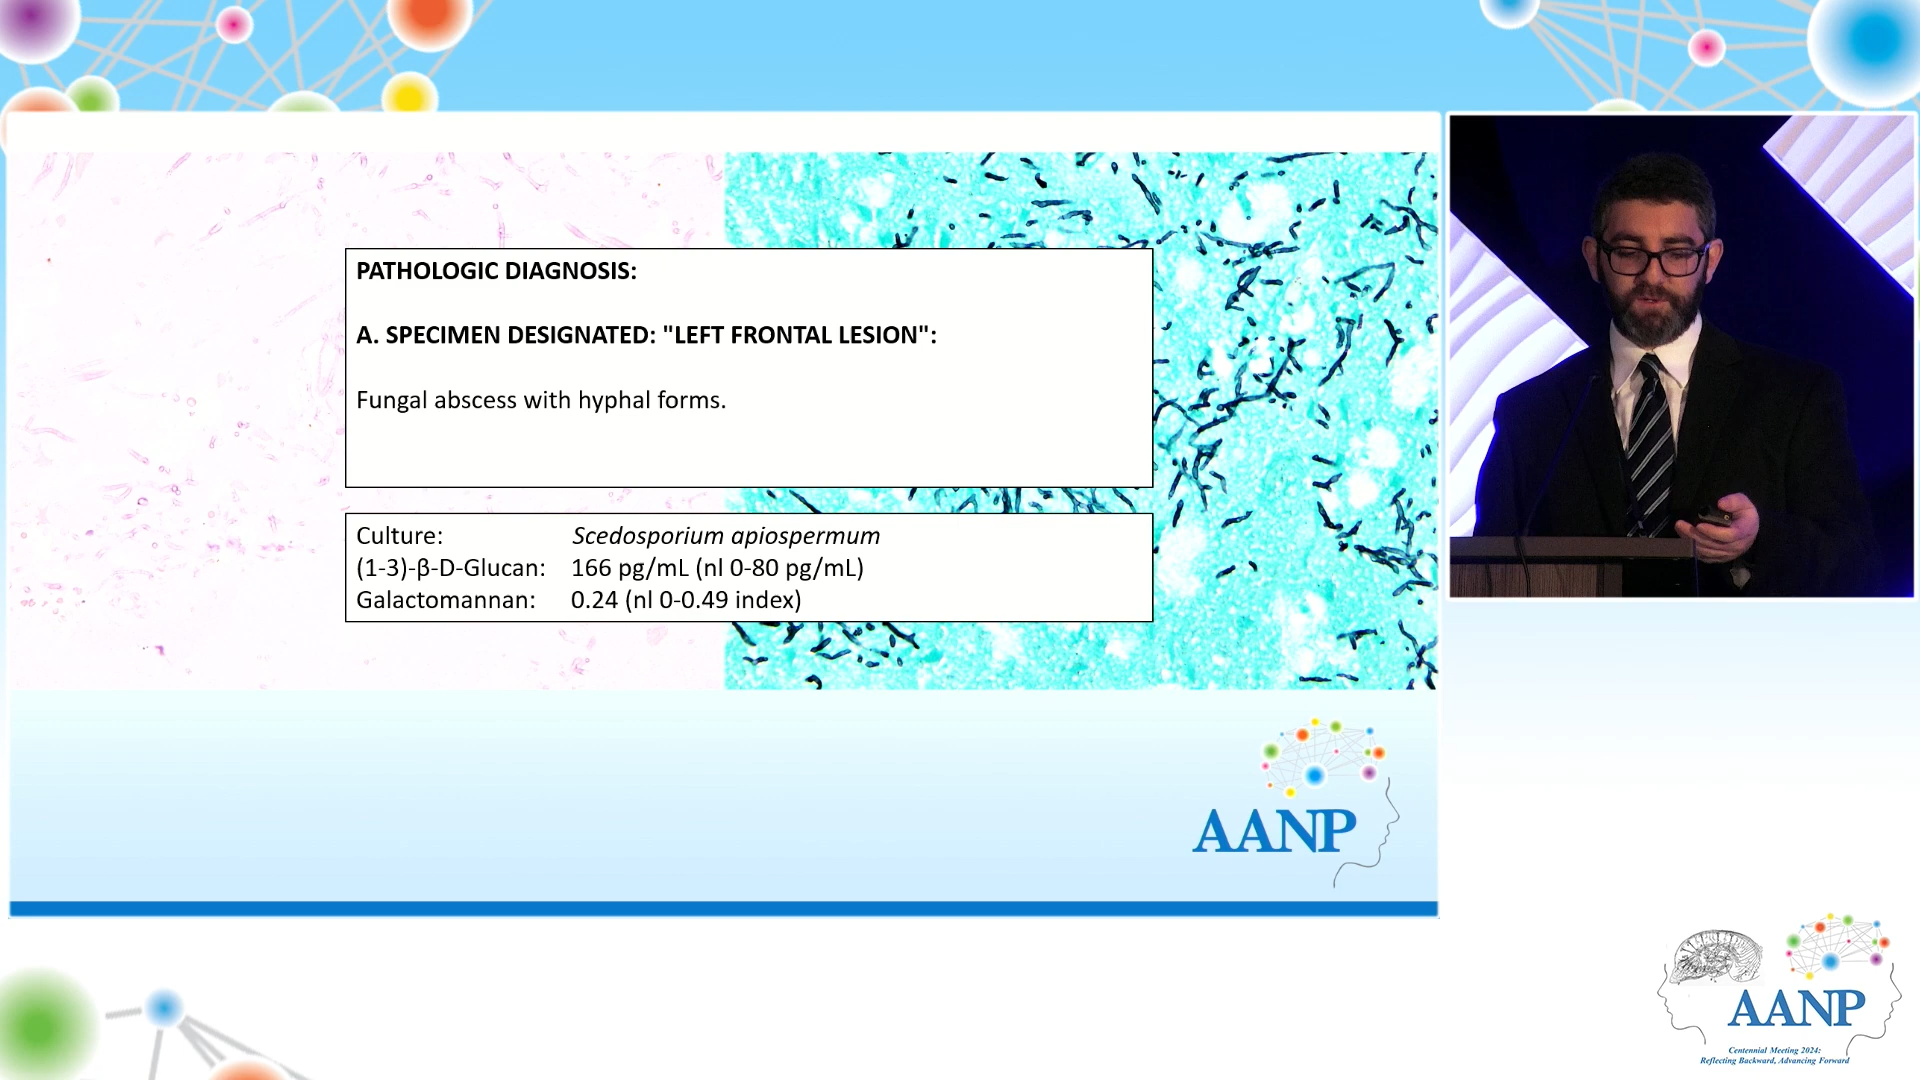 PATHOLOGIC DIAGNOSIS:
A. SPECIMEN DESIGNATED: "LEFT FRONTAL LESION":
Fungal abscess with hyphal forms.
Culture: Scedosporium apiospermum
(1-3)-β-D-Glucan: 166 pg/mL (nl 0-80 pg/mL)
Galactomannan: 0.24 (nl 0-0.49 index)
AANP
AANP
Centennial Meeting 2024:
Reflecting Backward, Advancing Forward